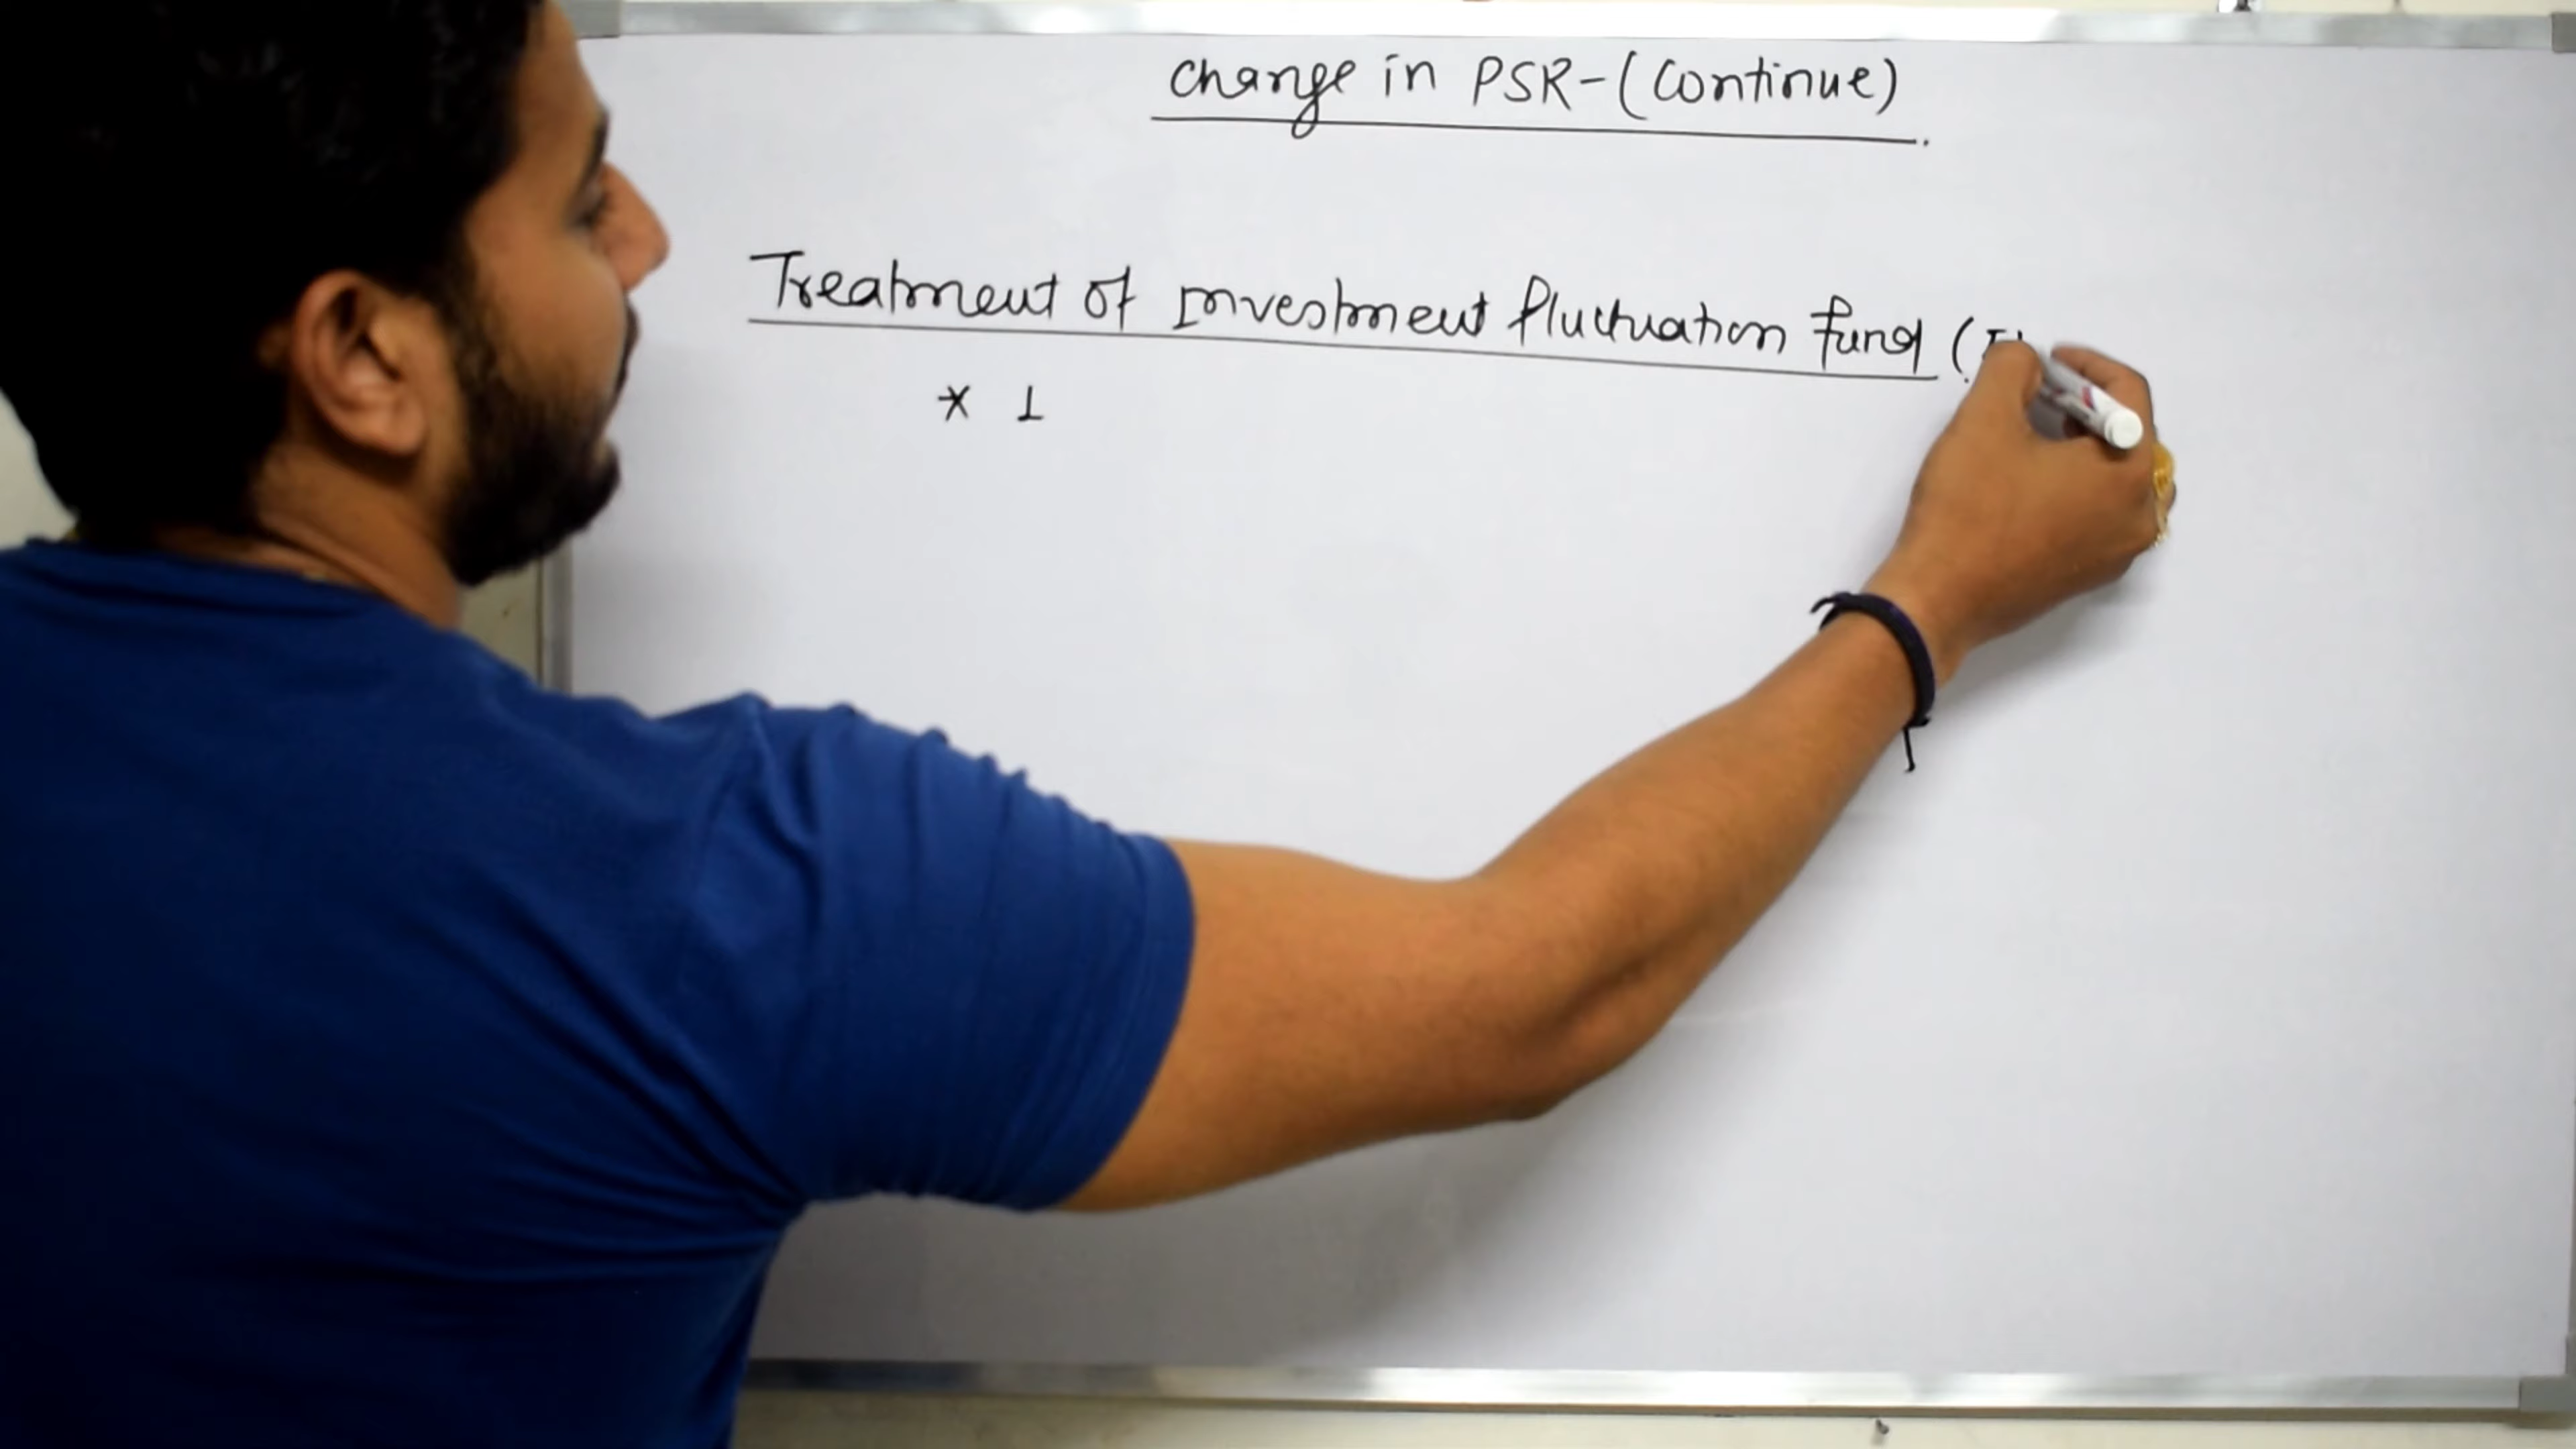 Change in PSR-(Continue)
Treatment of Investment fluctuation fund (
* I